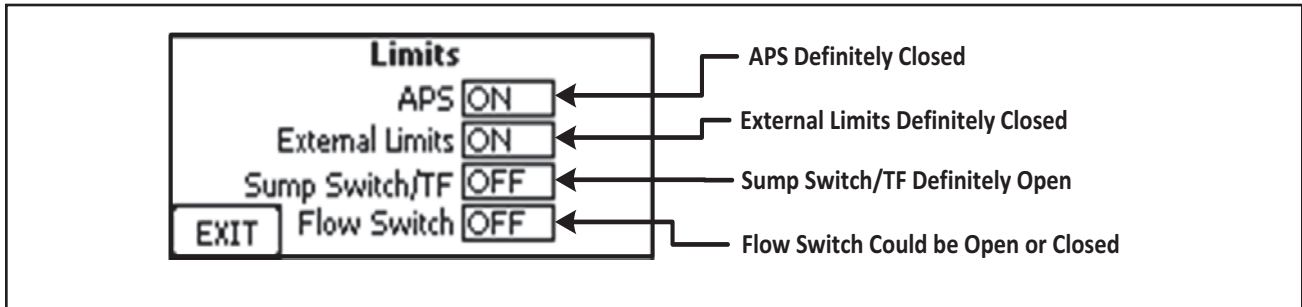 Limits
APS ON
External Limits ON
Sump Switch/TF OFF
Flow Switch OFF
EXIT
APS Definitely Closed
External Limits Definitely Closed
Sump Switch/TF Definitely Open
Flow Switch Could be Open or Closed